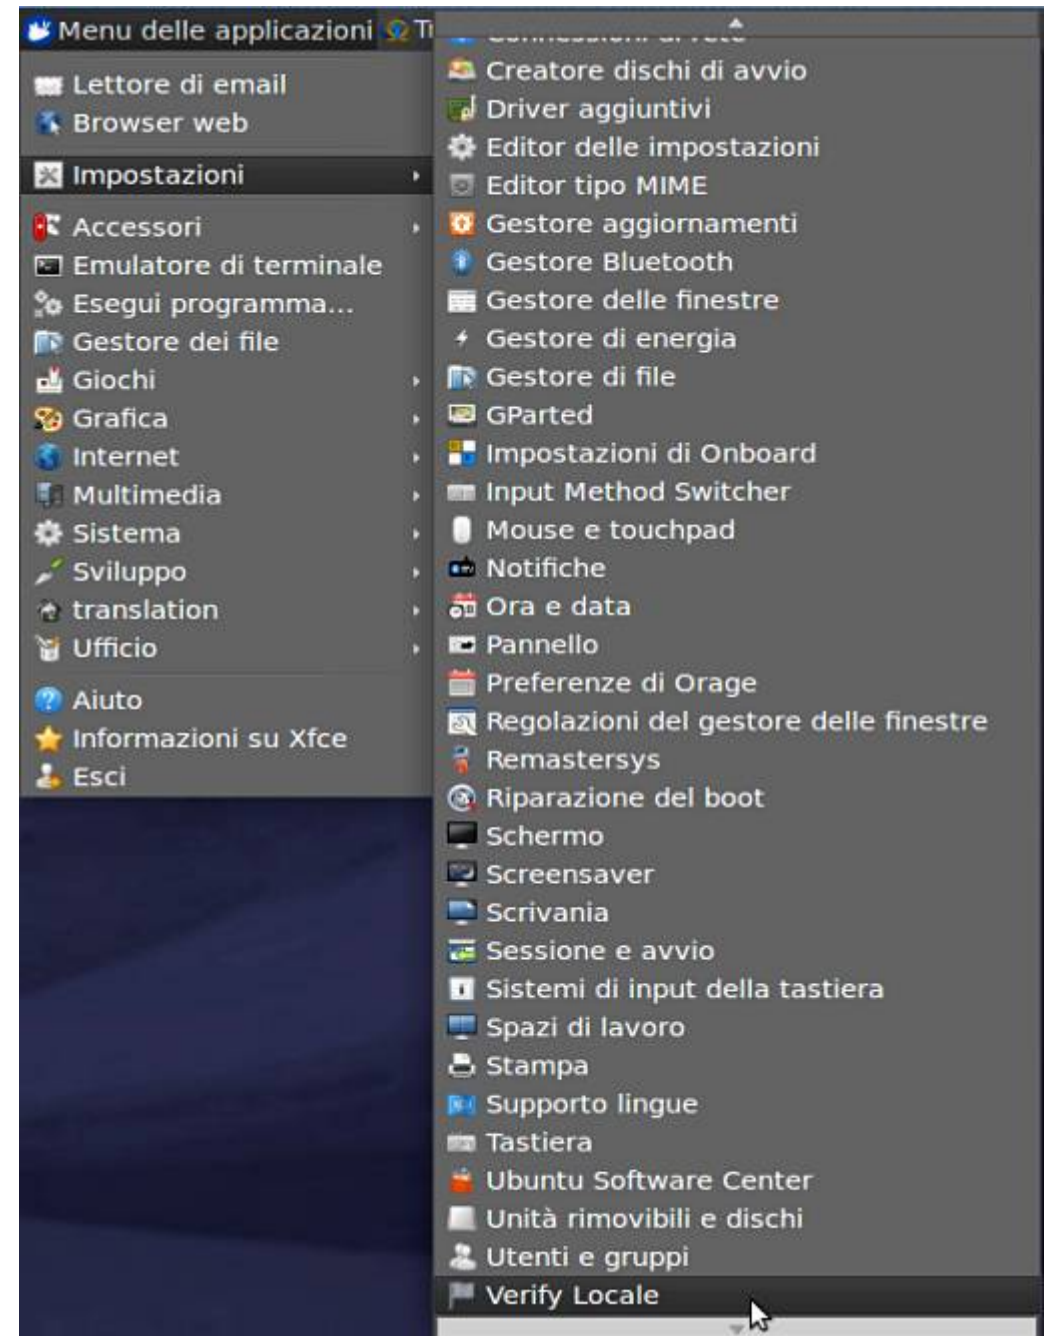 Menu delle applicazioni
Lettore di email
Browser web
Impostazioni
Accessori
Emulatore di terminale
Esegui programma...
Gestore dei file
Giochi
Grafica
Internet
Multimedia
Sistema
Sviluppo
translation
Ufficio
Aiuto
Informazioni su Xfce
Esci
Connessioni di rete
Creatore dischi di avvio
Driver aggiuntivi
Editor delle impostazioni
Editor tipo MIME
Gestore aggiornamenti
Gestore Bluetooth
Gestore delle finestre
Gestore di energia
Gestore di file
GParted
Impostazioni di Onboard
Input Method Switcher
Mouse e touchpad
Notifiche
Ora e data
Pannello
Preferenze di Orage
Regolazioni del gestore delle finestre
Remastersys
Riparazione del boot
Schermo
Screensaver
Scrivania
Sessione e avvio
Sistemi di input della tastiera
Spazi di lavoro
Stampa
Supporto lingue
Tastiera
Ubuntu Software Center
Unità rimovibili e dischi
Utenti e gruppi
Verify Locale